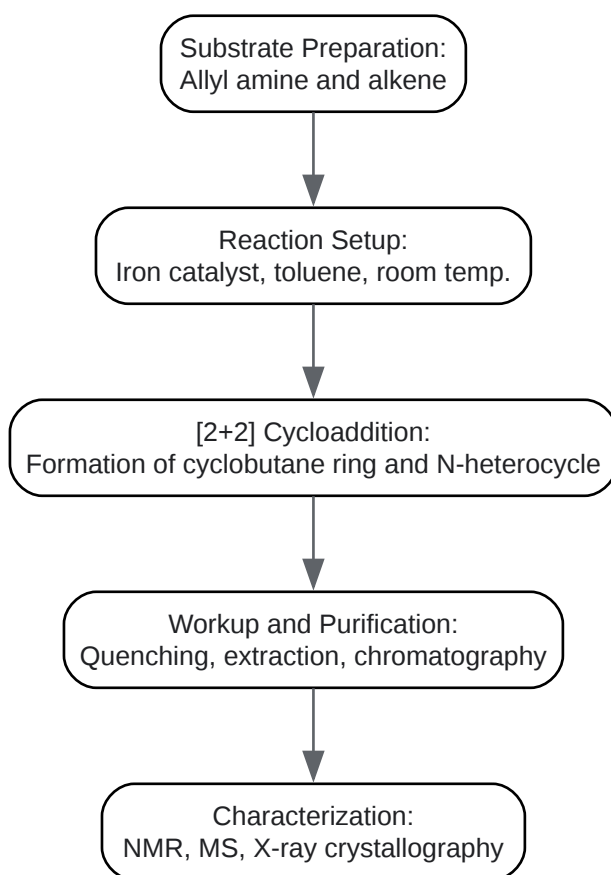 Substrate Preparation:
Allyl amine and alkene
Reaction Setup:
Iron catalyst, toluene, room temp.
[2+2] Cycloaddition:
Formation of cyclobutane ring and N-heterocycle
Workup and Purification:
Quenching, extraction, chromatography
Characterization:
NMR, MS, X-ray crystallography